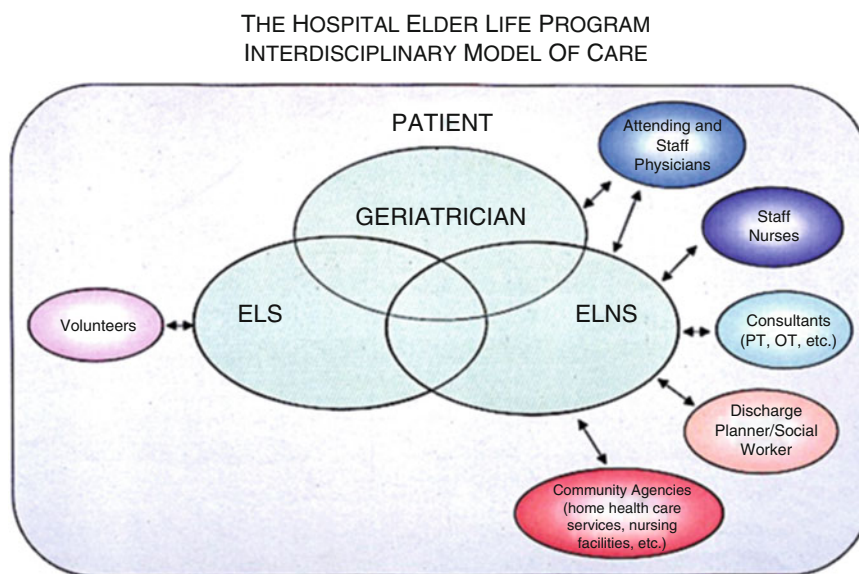 THE HOSPITAL ELDER LIFE PROGRAM
INTERDISCIPLINARY MODEL OF CARE
PATIENT
Attending and
Staff
Physicians
GERIATRICIAN
Staff
Nurses
ELS
ELNS
Volunteers
Consultants
(PT, OT, etc.)
Discharge
Planner/Social
Worker
Community Agencies
(home health care
services, nursing
facilities, etc.)